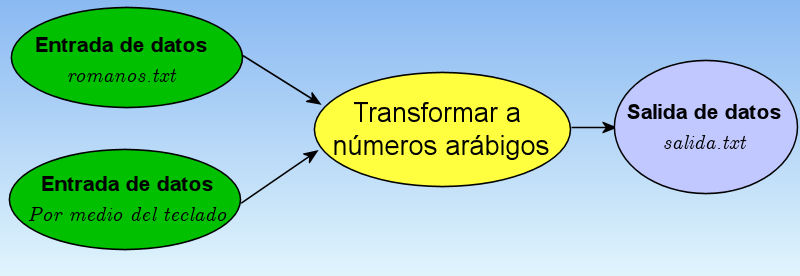 Entrada de datos
romanos.txt
Transformar a
números arábigos
Salida de datos
salida.txt
Entrada de datos
Por medio del teclado